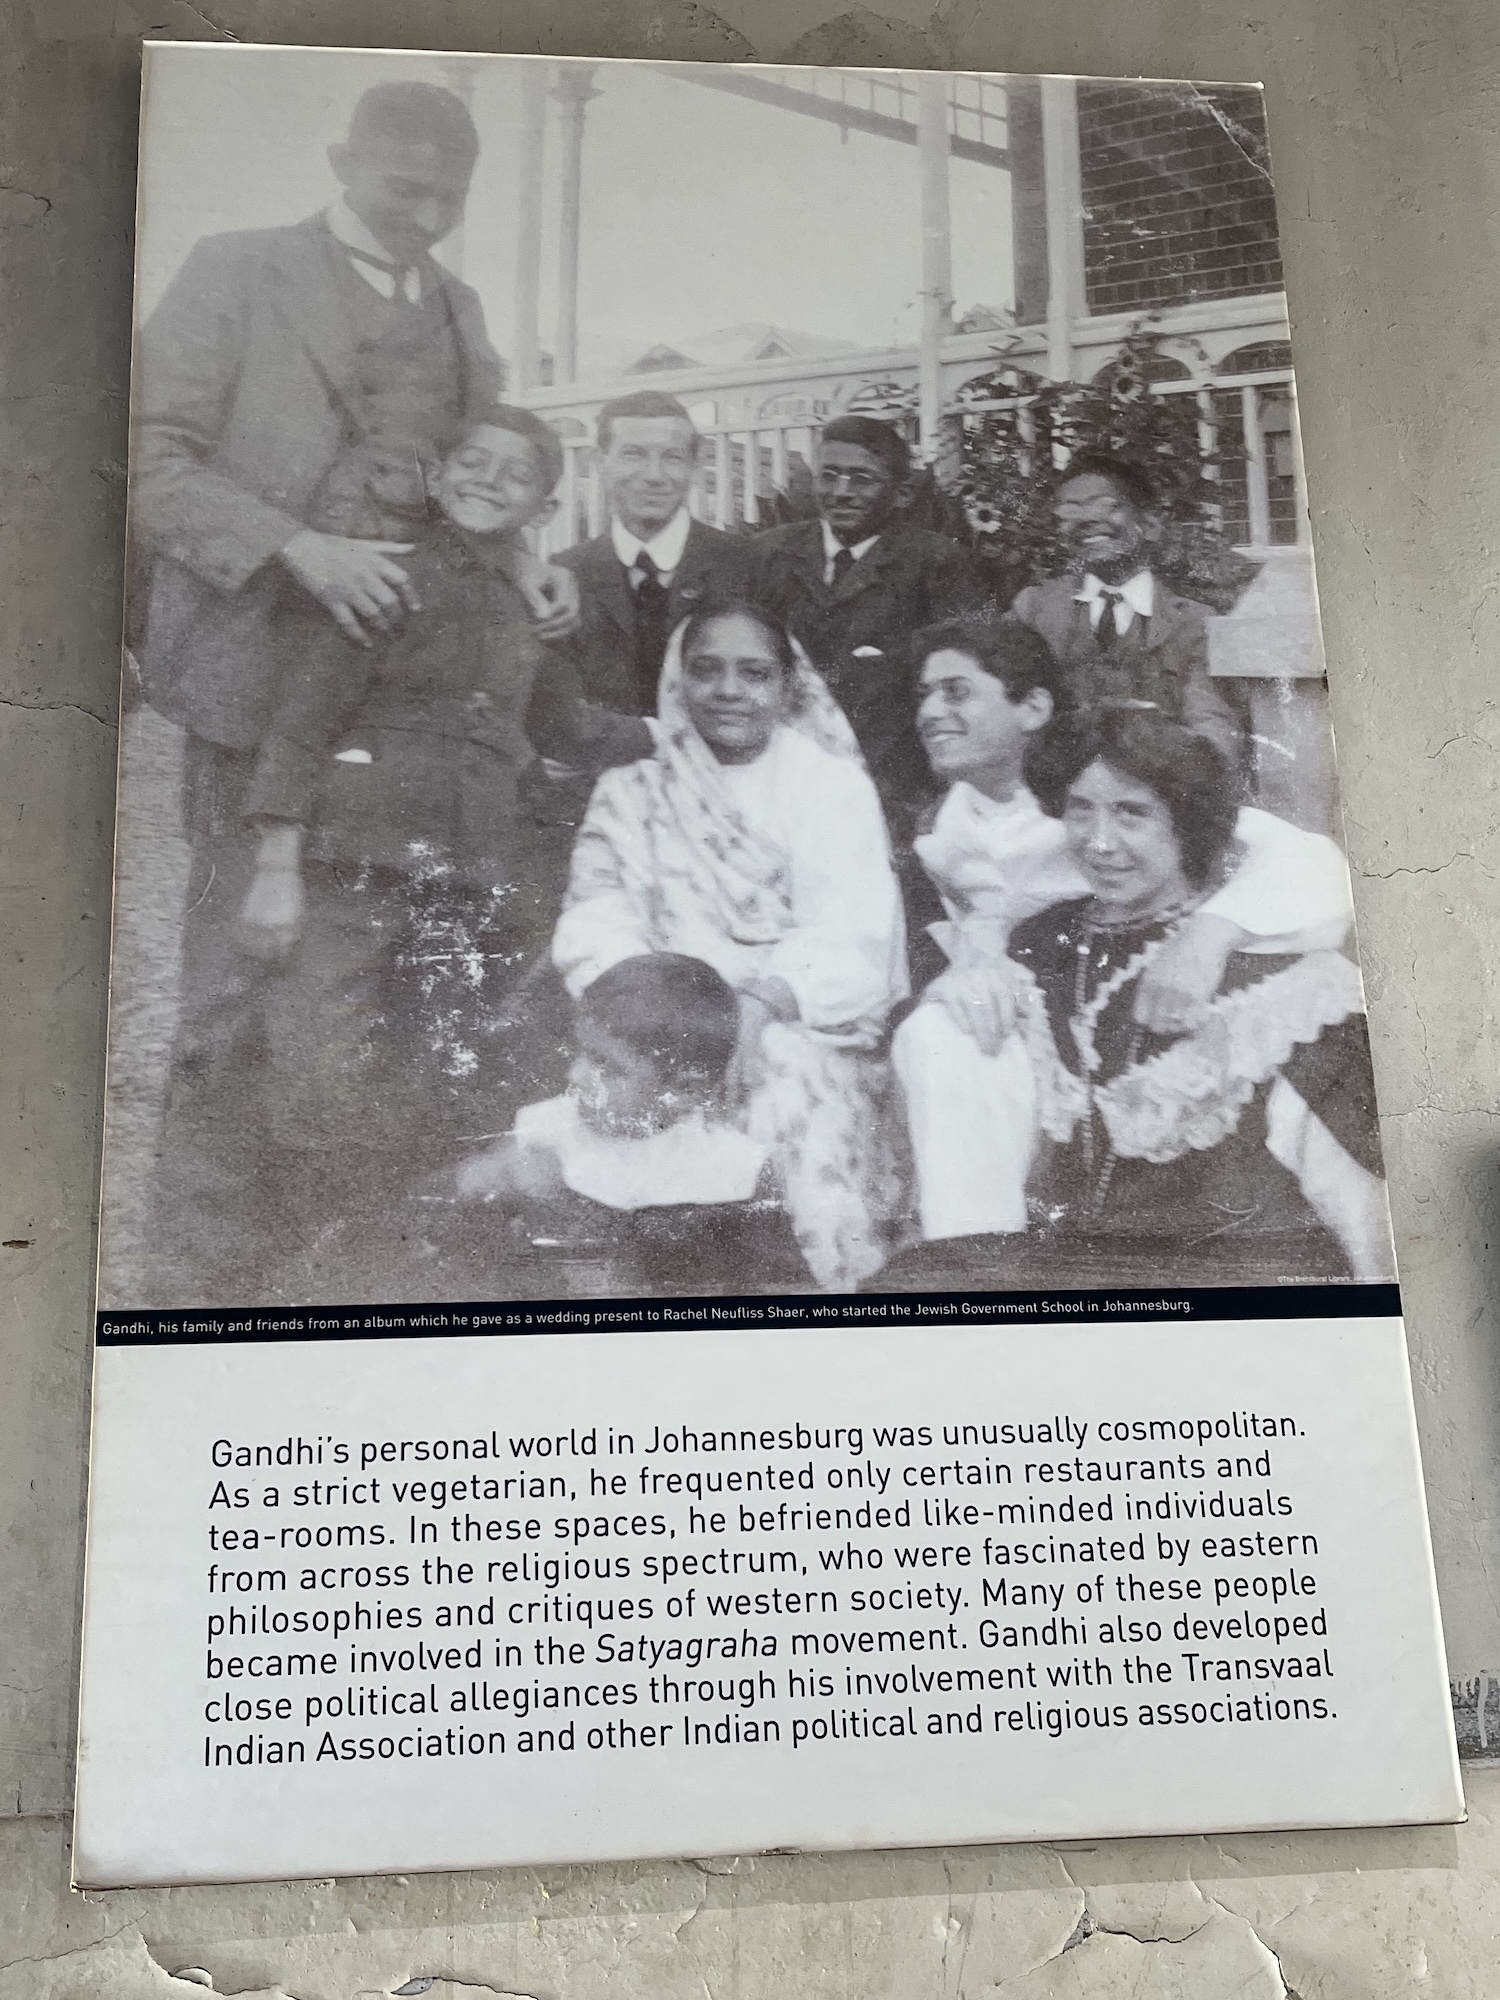 ©The Brenthurst Library, Johannesburg
Gandhi, his family and friends from an album which he gave as a wedding present to Rachel Neufliss Shaer, who started the Jewish Government School in Johannesburg.
Gandhi's personal world in Johannesburg was unusually cosmopolitan.
As a strict vegetarian, he frequented only certain restaurants and
tea-rooms. In these spaces, he befriended like-minded individuals
from across the religious spectrum, who were fascinated by eastern
philosophies and critiques of western society. Many of these people
became involved in the Satyagraha movement. Gandhi also developed
close political allegiances through his involvement with the Transvaal
Indian Association and other Indian political and religious associations.